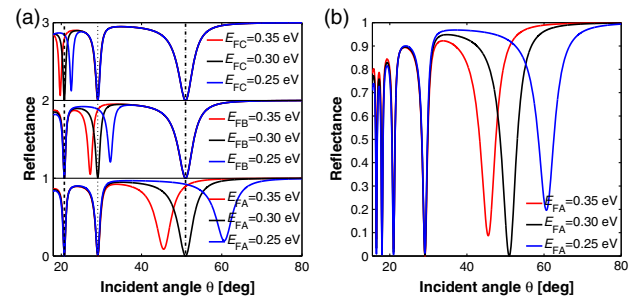 (a)
3
E_FC=0.35 eV
E_FC=0.30 eV
E_FC=0.25 eV
2
E_FB=0.35 eV
E_FB=0.30 eV
E_FB=0.25 eV
1
E_FA=0.35 eV
E_FA=0.30 eV
E_FA=0.25 eV
0
Reflectance
20 40 60 80
Incident angle θ [deg]
(b)
1
0.9
0.8
0.7
0.6
0.5
0.4
0.3
0.2
0.1
0
Reflectance
E_FA=0.35 eV
E_FA=0.30 eV
E_FA=0.25 eV
20 40 60 80
Incident angle θ [deg]